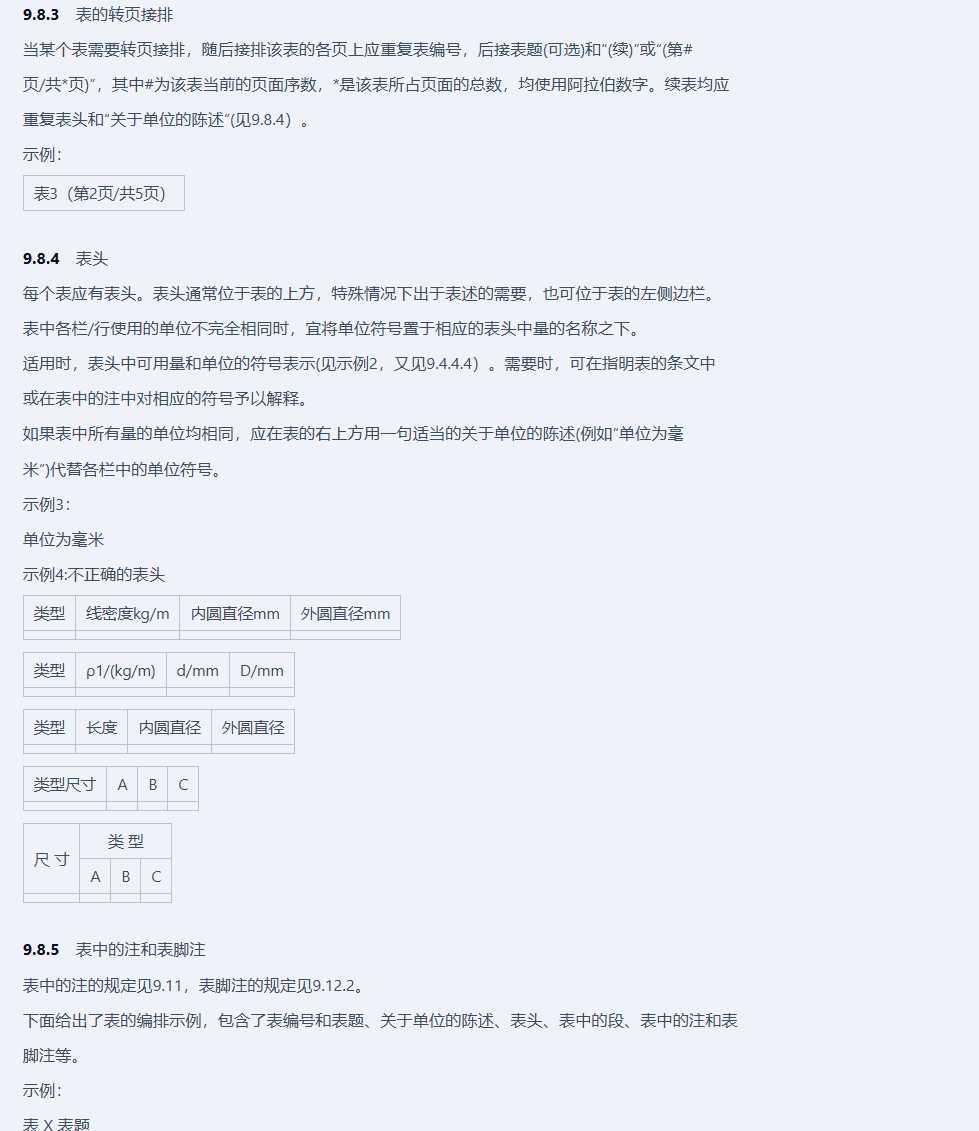 9.8.3 表的转页接排
当某个表需要转页接排，随后接排该表的各页上应重复表编号，后接表题(可选)和“(续)”或“(第#
页/共*页)”，其中#为该表当前的页面序数，*是该表所占页面的总数，均使用阿拉伯数字。续表均应
重复表头和“关于单位的陈述”(见9.8.4）。
示例：
表3（第2页/共5页）
9.8.4 表头
每个表应有表头。表头通常位于表的上方，特殊情况下出于表述的需要，也可位于表的左侧边栏。
表中各栏/行使用的单位不完全相同时，宜将单位符号置于相应的表头中量的名称之下。
适用时，表头中可用量和单位的符号表示(见示例2，又见9.4.4.4）。需要时，可在指明表的条文中
或在表中的注中对相应的符号予以解释。
如果表中所有量的单位均相同，应在表的右上方用一句适当的关于单位的陈述(例如“单位为毫
米”)代替各栏中的单位符号。
示例3：
单位为毫米
示例4:不正确的表头
类型 线密度kg/m 内圆直径mm 外圆直径mm
类型 ρ1/(kg/m) d/mm D/mm
类型 长度 内圆直径 外圆直径
类型尺寸 A B C
尺 寸 类 型
A B C
9.8.5 表中的注和表脚注
表中的注的规定见9.11，表脚注的规定见9.12.2。
下面给出了表的编排示例，包含了表编号和表题、关于单位的陈述、表头、表中的段、表中的注和表
脚注等。
示例：
表 X 表题